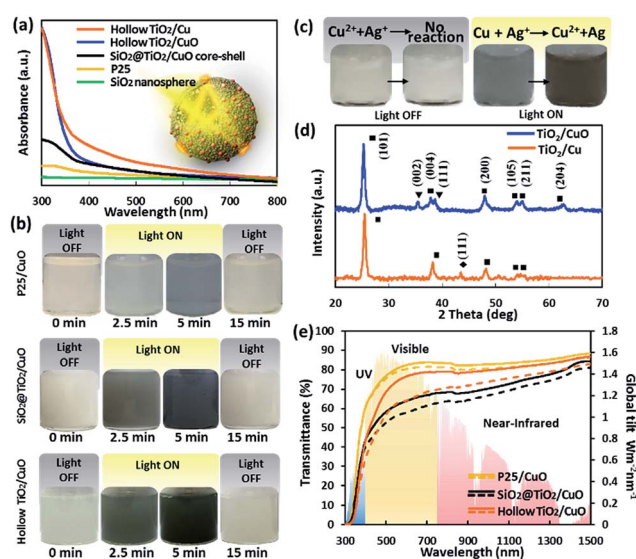 (a)
Hollow TiO₂/Cu
Hollow TiO₂/CuO
SiO₂@TiO₂/CuO core-shell
P25
SiO₂ nanosphere
Absorbance (a.u.)
300 400 500 600 700 800
Wavelength (nm)
(b)
Light OFF
Light ON
Light OFF
P25/CuO
0 min 2.5 min 5 min 15 min
Light OFF
Light ON
Light OFF
SiO₂@TiO₂/CuO
0 min 2.5 min 5 min 15 min
Light OFF
Light ON
Light OFF
Hollow TiO₂/CuO
0 min 2.5 min 5 min 15 min
(c)
Cu²⁺+Ag⁺ → No reaction
Cu + Ag⁺ → Cu²⁺+Ag
Light OFF
Light ON
(d)
TiO₂/CuO
TiO₂/Cu
(101)
(002)
(004)
(111)
(200)
(105)
(211)
(204)
(111)
Intensity (a.u.)
20 30 40 50 60 70
2 Theta (deg)
(e)
100
90
80
70
60
50
40
30
20
10
0
Transmittance (%)
UV
Visible
Near-Infrared
P25/CuO
SiO₂@TiO₂/CuO
Hollow TiO₂/CuO
1.8
1.6
1.4
1.2
1
0.8
0.6
0.4
0.2
0
Global tilt Wm⁻²nm⁻¹
300 500 700 900 1100 1300 1500
Wavelength (nm)